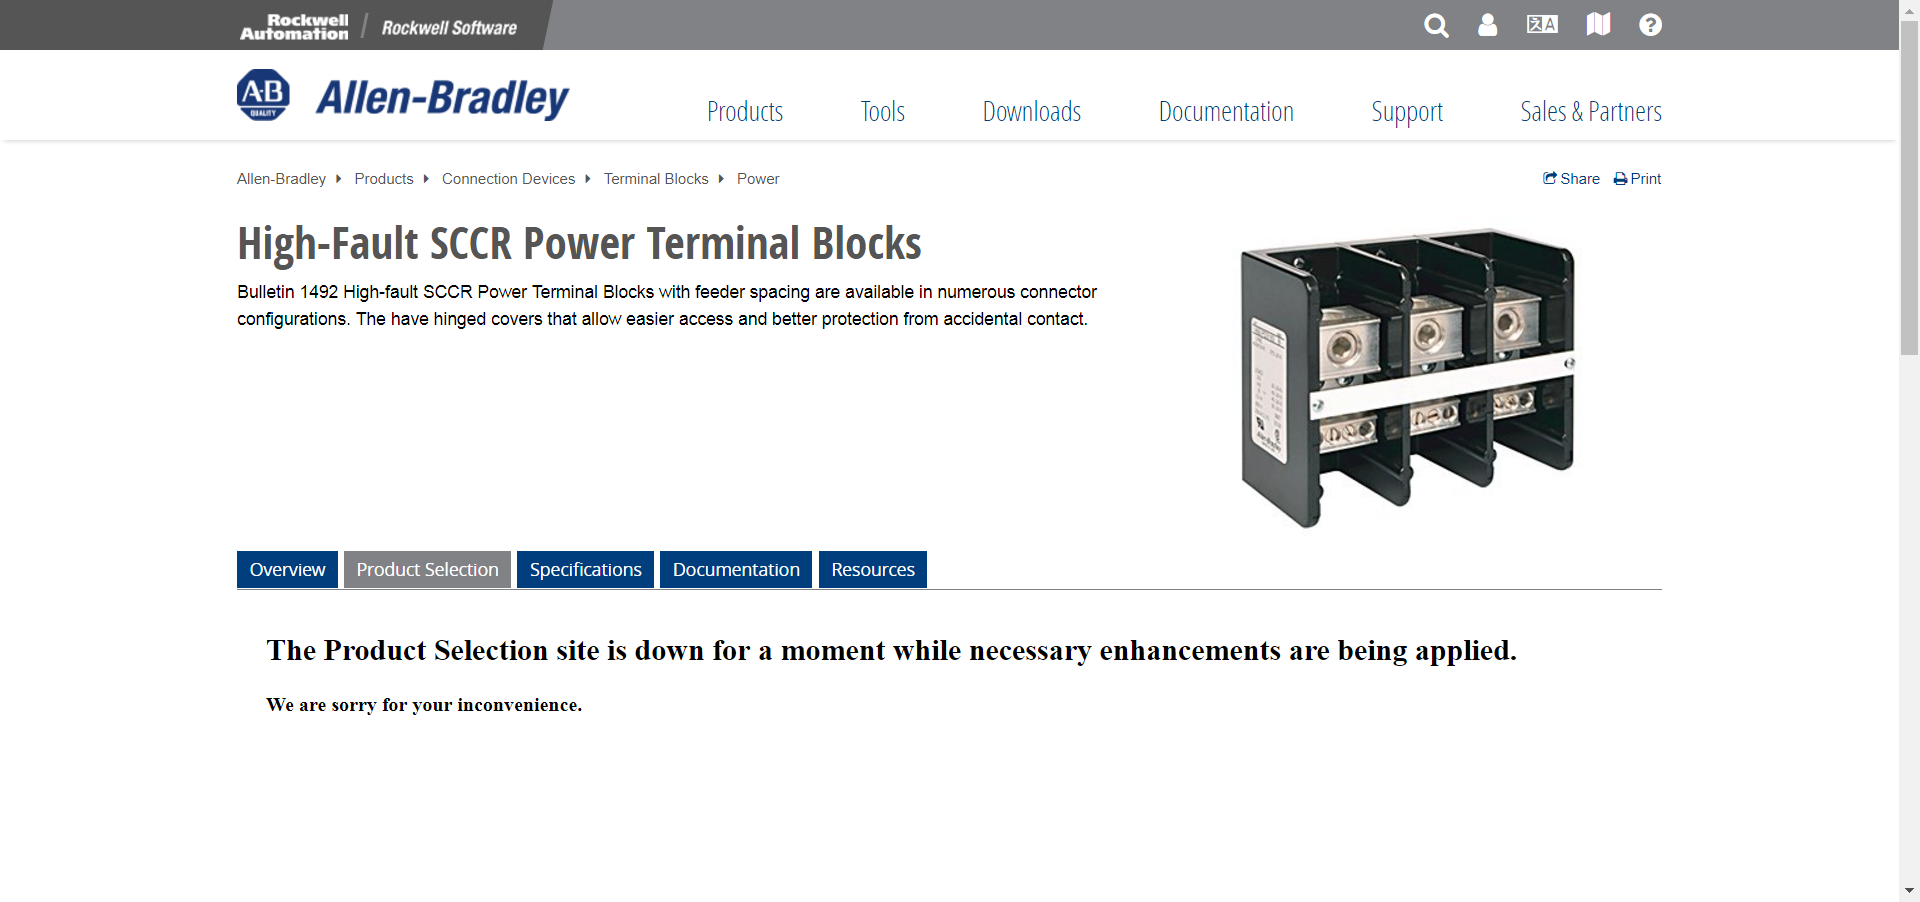 Rockwell
Automation
Rockwell Software
A-B
QUALITY
Allen-Bradley
Products
Tools
Downloads
Documentation
Support
Sales & Partners
Allen-Bradley
Products
Connection Devices
Terminal Blocks
Power
Share
Print
High-Fault SCCR Power Terminal Blocks
Bulletin 1492 High-fault SCCR Power Terminal Blocks with feeder spacing are available in numerous connector
configurations. The have hinged covers that allow easier access and better protection from accidental contact.
Overview
Product Selection
Specifications
Documentation
Resources
The Product Selection site is down for a moment while necessary enhancements are being applied.
We are sorry for your inconvenience.